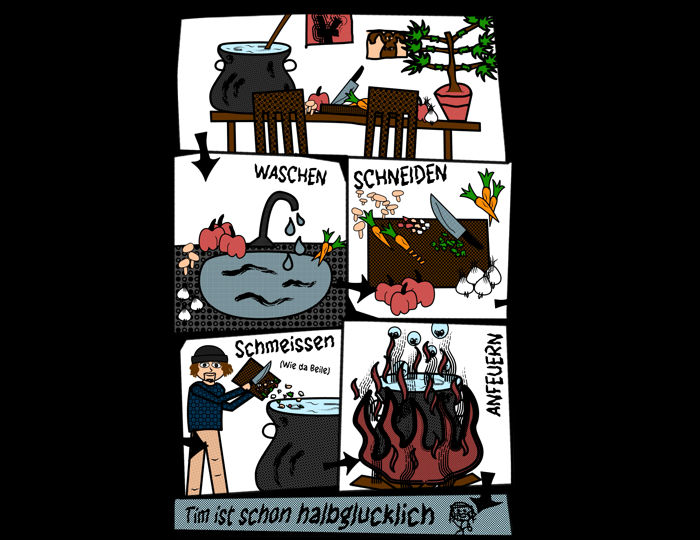 WASCHEN
SCHNEIDEN
Schmeissen
(Wie da Beile)
ANFEUERN
Tim ist schon halbglucklich